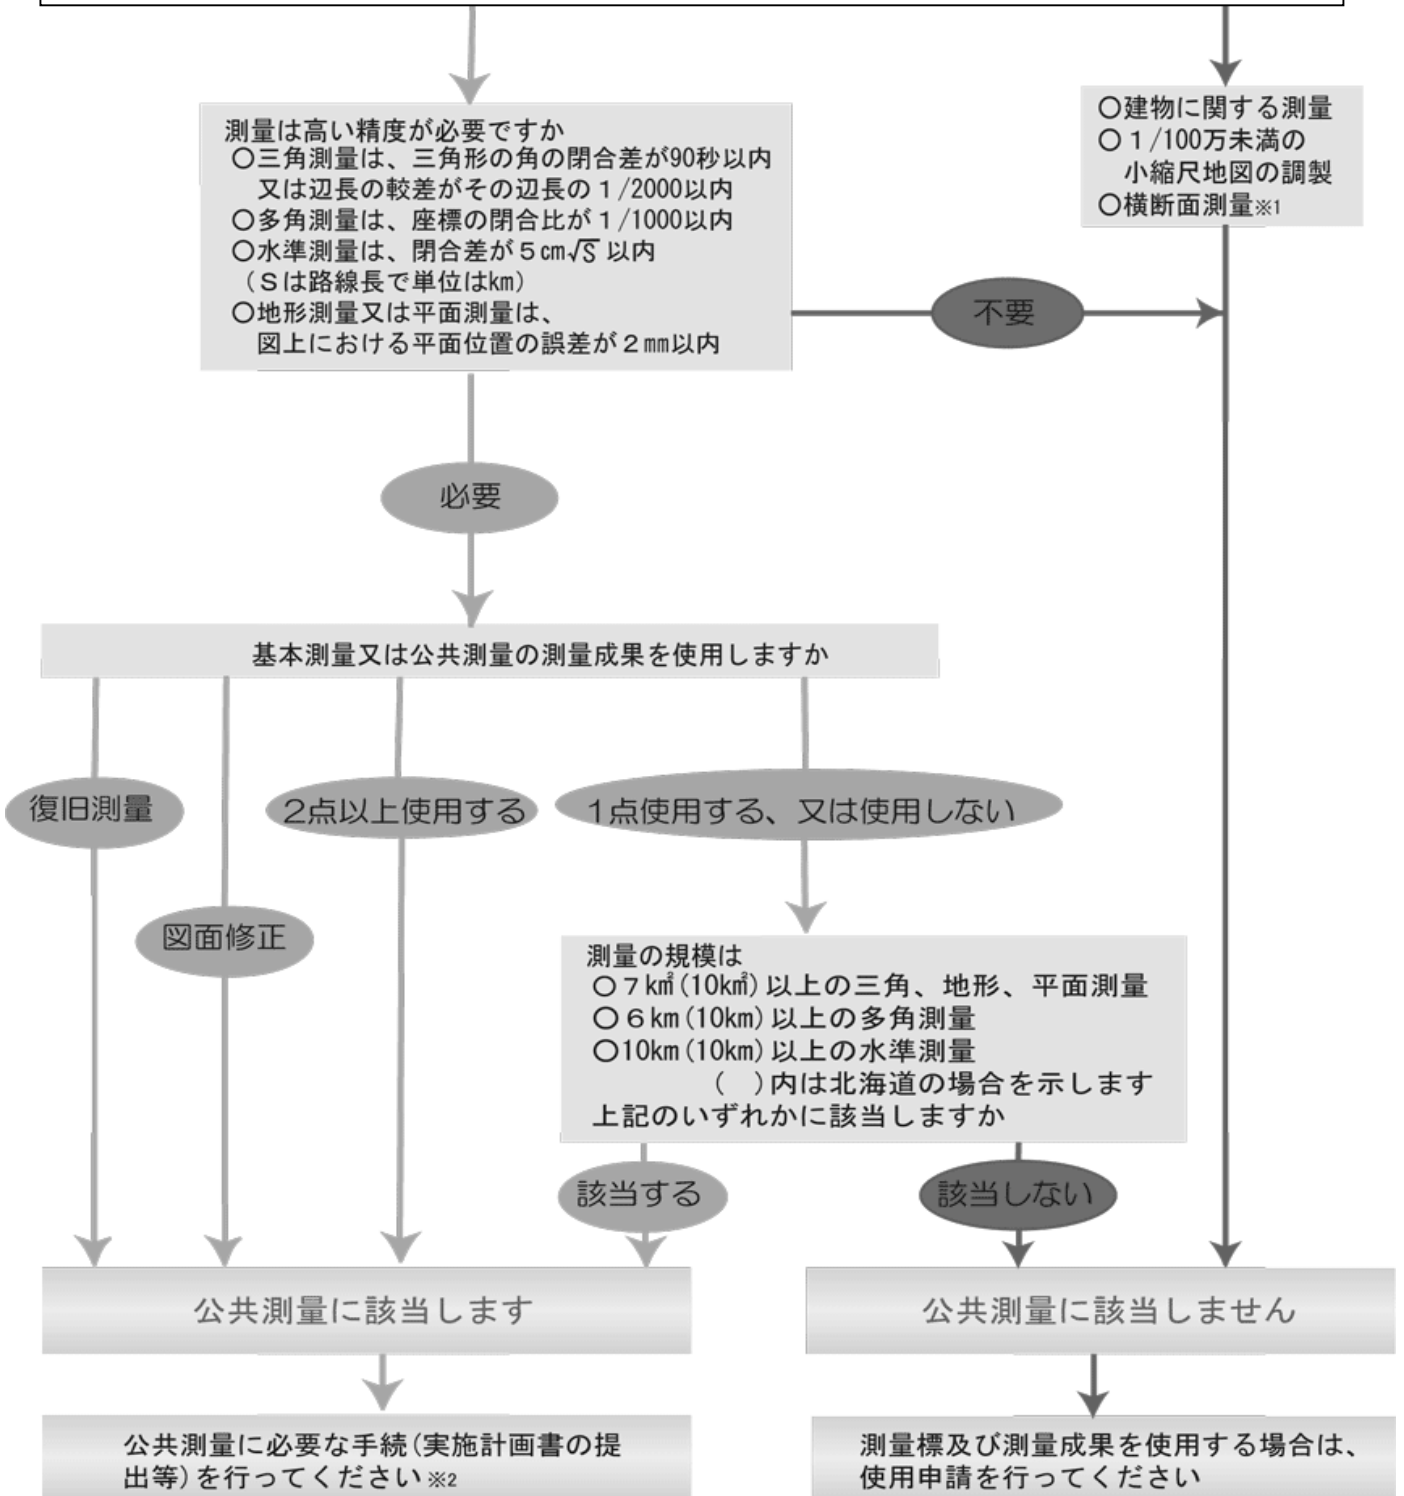 測量は高い精度が必要ですか
○三角測量は、三角形の角の閉合差が90秒以内
又は辺長の較差がその辺長の1/2000以内
○多角測量は、座標の閉合比が1/1000以内
○水準測量は、閉合差が5㎝√S 以内
(Sは路線長で単位は㎞)
○地形測量又は平面測量は、
図上における平面位置の誤差が2㎜以内
○建物に関する測量
○1/100万未満の
小縮尺地図の調製
○横断面測量※1
不要
必要
基本測量又は公共測量の測量成果を使用しますか
復旧測量
図面修正
2点以上使用する
1点使用する、又は使用しない
測量の規模は
○7㎢(10㎢)以上の三角、地形、平面測量
○6㎞(10㎞)以上の多角測量
○10㎞(10㎞)以上の水準測量
( )内は北海道の場合を示します
上記のいずれかに該当しますか
該当する
該当しない
公共測量に該当します
公共測量に該当しません
公共測量に必要な手続(実施計画書の提
出等)を行ってください※2
測量標及び測量成果を使用する場合は、
使用申請を行ってください